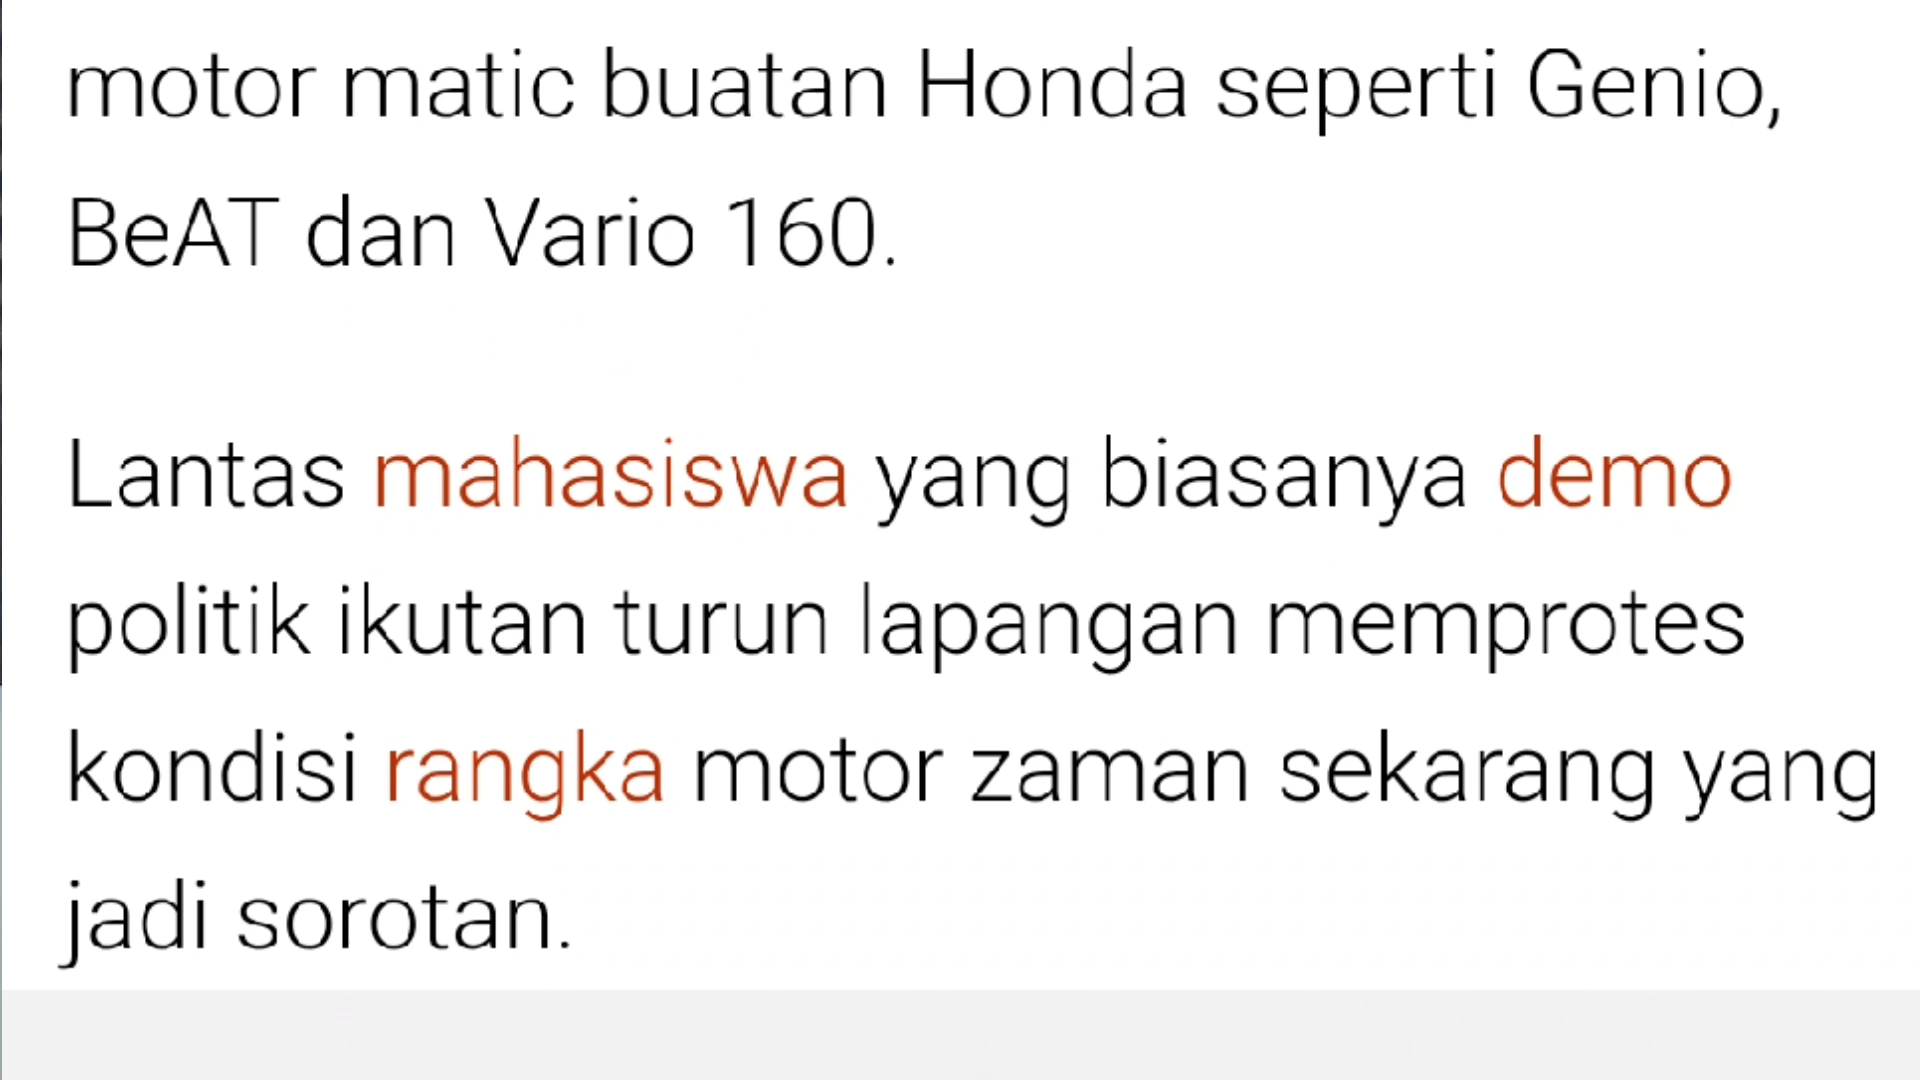 motor matic buatan Honda seperti Genio,
BeAT dan Vario 160.
Lantas mahasiswa yang biasanya demo
politik ikutan turun lapangan memprotes
kondisi rangka motor zaman sekarang yang
jadi sorotan.